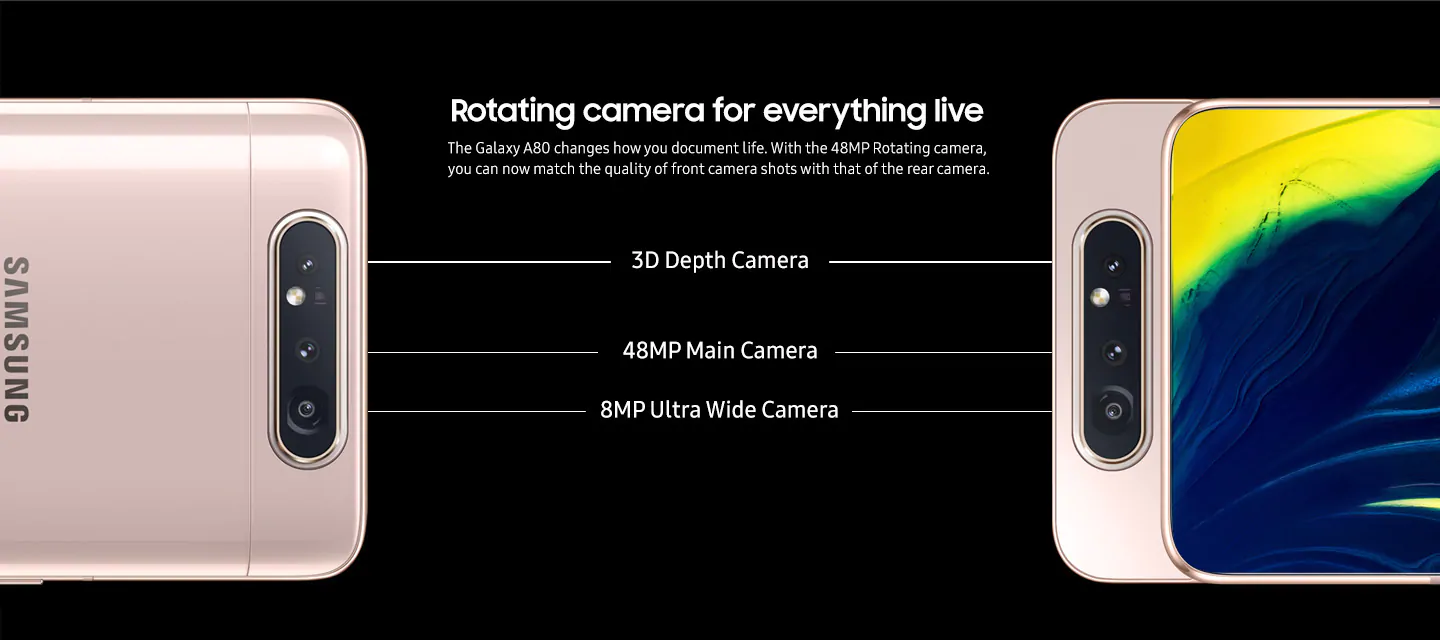 Rotating camera for everything live
The Galaxy A80 changes how you document life. With the 48MP Rotating camera,
you can now match the quality of front camera shots with that of the rear camera.
SAMSUNG
3D Depth Camera
48MP Main Camera
8MP Ultra Wide Camera